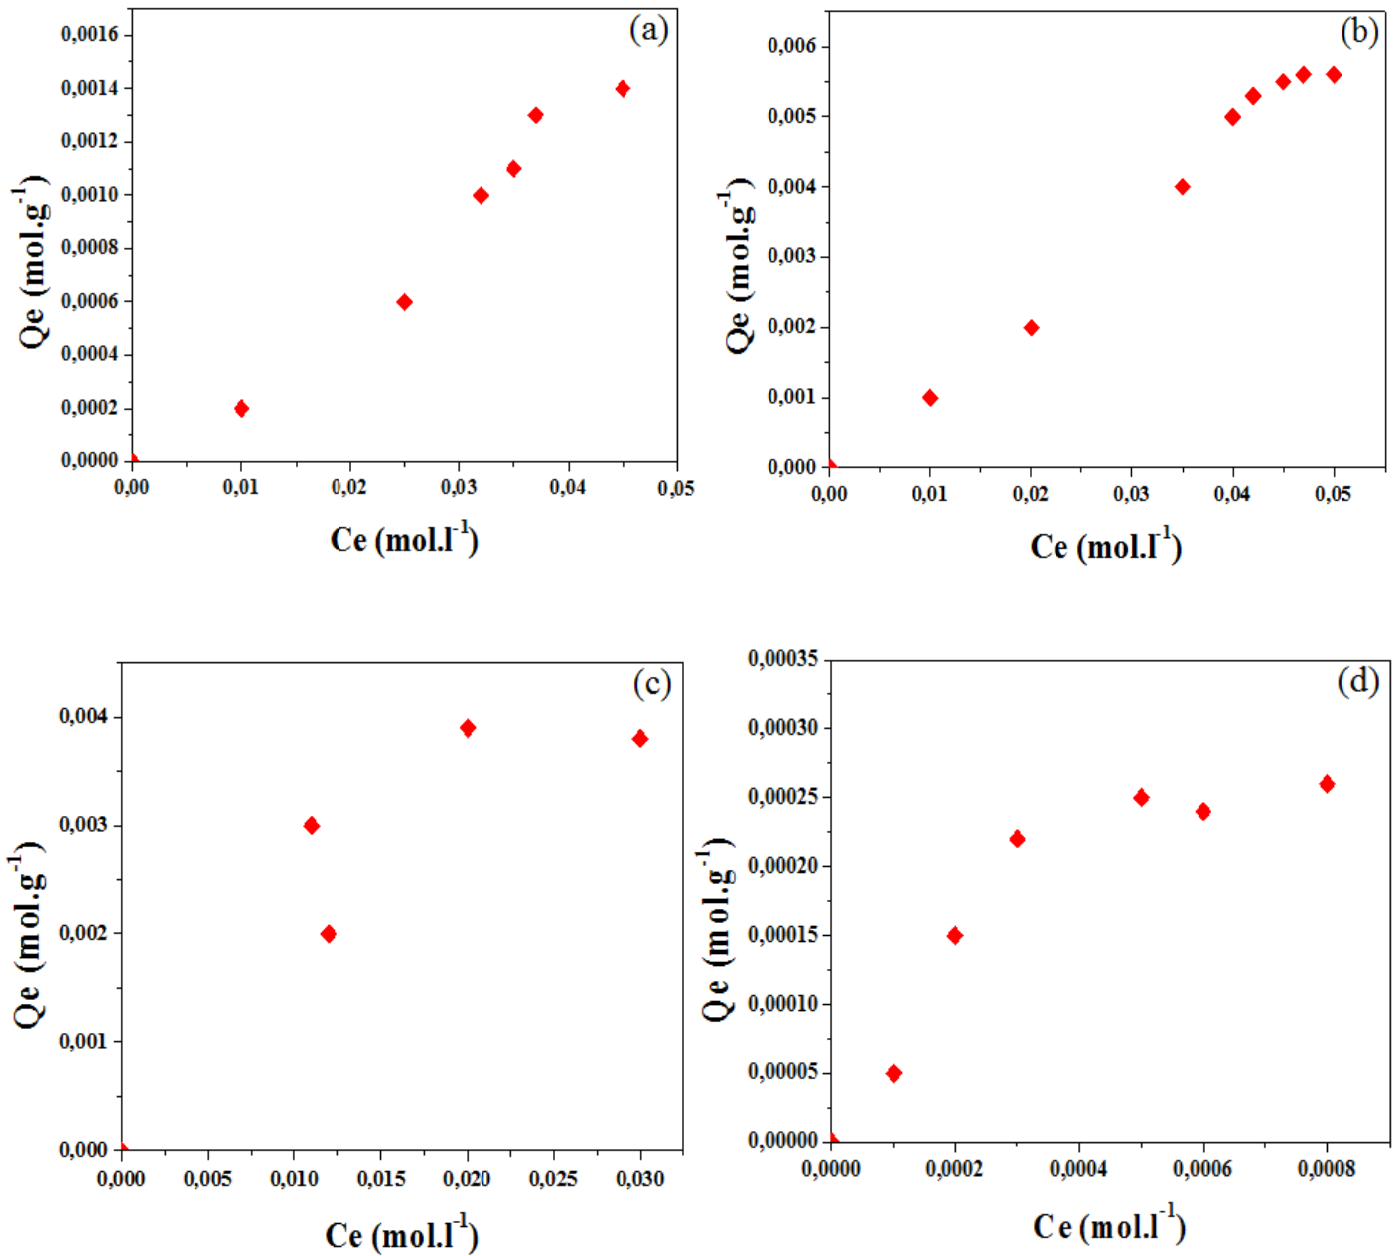 (a)
0,0016
0,0014
0,0012
0,0010
0,0008
0,0006
0,0004
0,0002
0,0000
Qe (mol.g⁻¹)
0,00 0,01 0,02 0,03 0,04 0,05
Ce (mol.l⁻¹)
(b)
0,006
0,005
0,004
0,003
0,002
0,001
0,000
Qe (mol.g⁻¹)
0,00 0,01 0,02 0,03 0,04 0,05
Ce (mol.l⁻¹)
(c)
0,004
0,003
0,002
0,001
0,000
Qe (mol.g⁻¹)
0,000 0,005 0,010 0,015 0,020 0,025 0,030
Ce (mol.l⁻¹)
(d)
0,00035
0,00030
0,00025
0,00020
0,00015
0,00010
0,00005
0,00000
Qe (mol.g⁻¹)
0,0000 0,0002 0,0004 0,0006 0,0008
Ce (mol.l⁻¹)